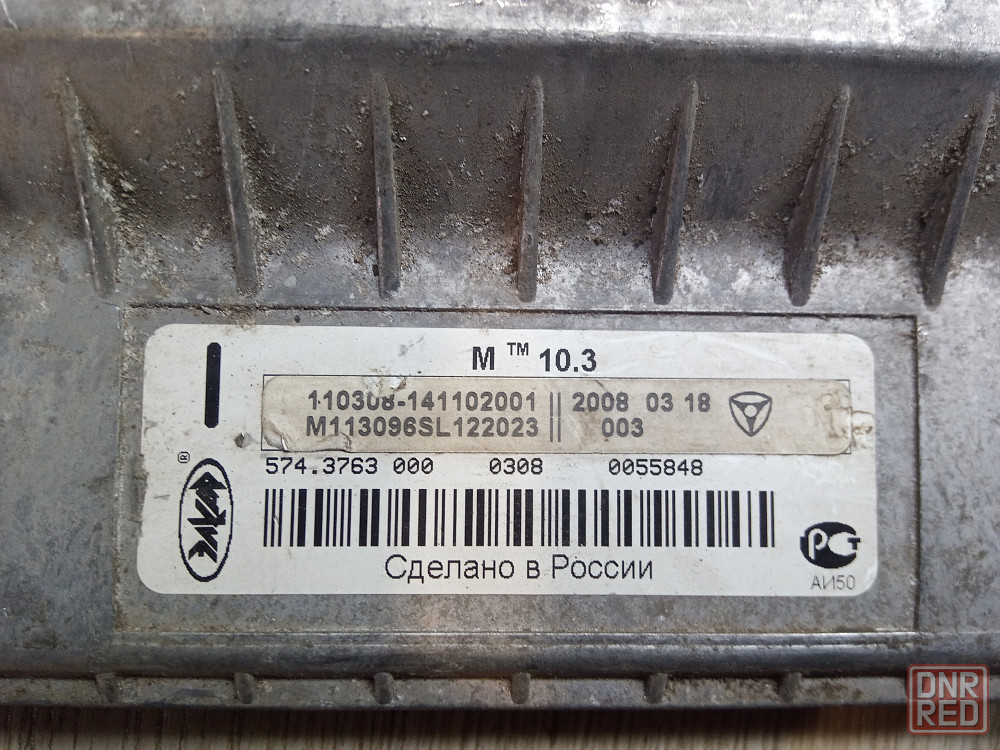 М ™ 10.3
110308-141102001 || 2008 03 18
M113096SL122023 || 003
574.3763 000 0308 0055848
Сделано в России
®
РСТ
АИ50
DNR
RED